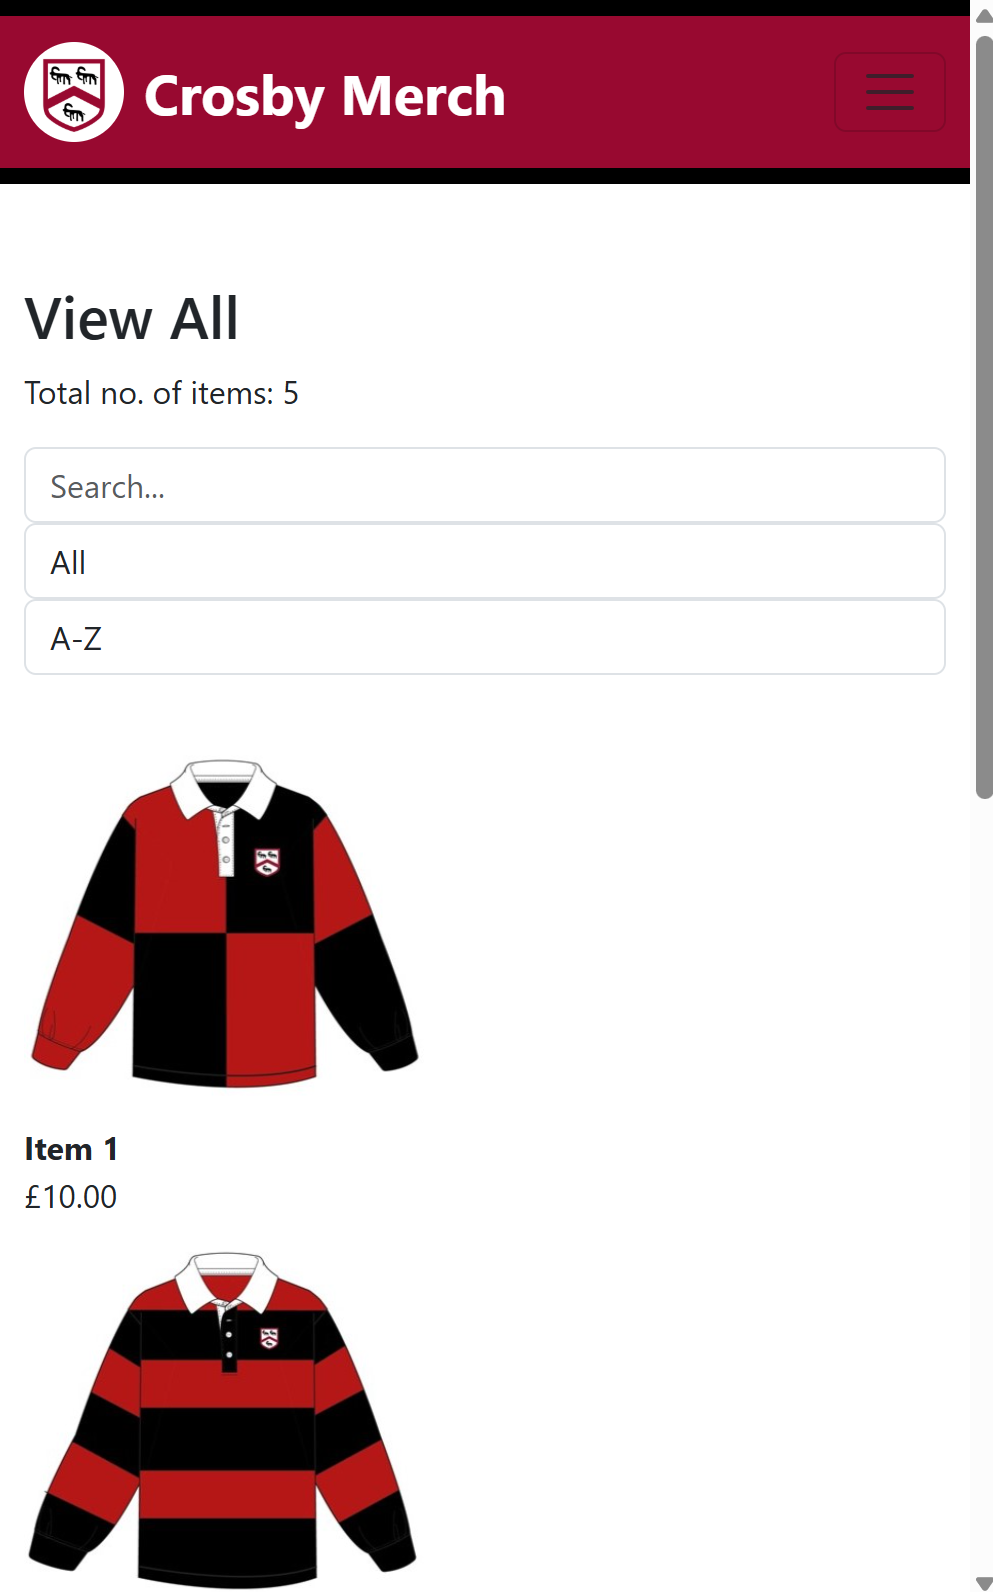 Crosby Merch
View All
Total no. of items: 5
Search...
All
A-Z
Item 1
£10.00